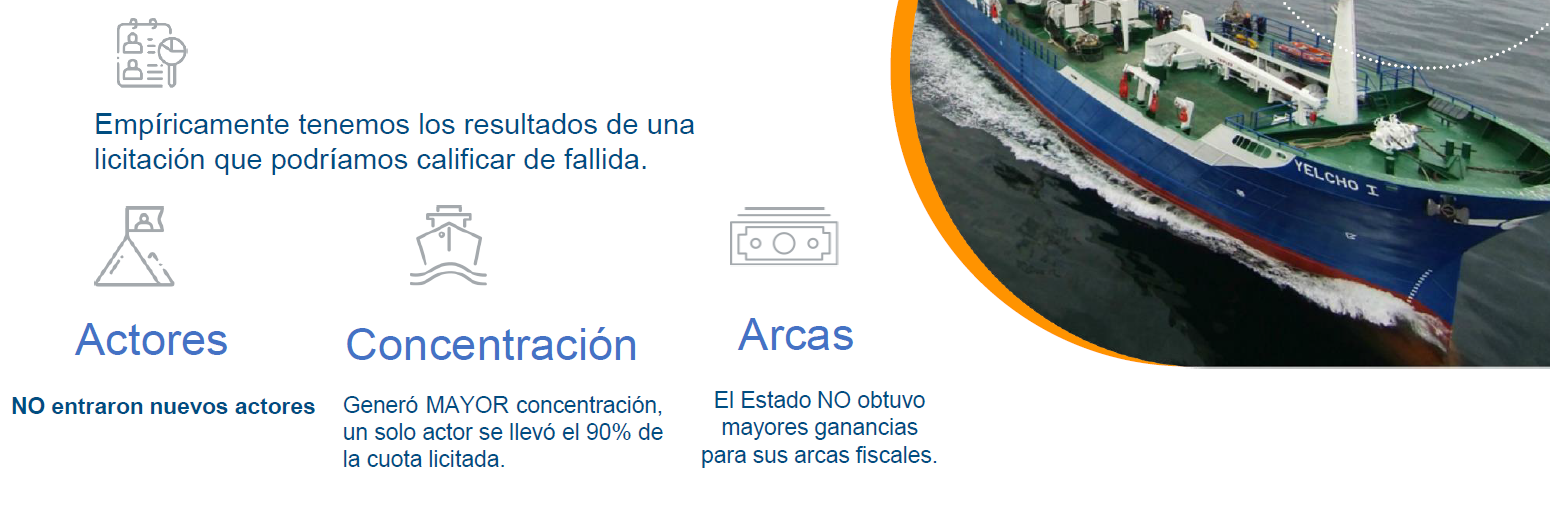 Empíricamente tenemos los resultados de una
licitación que podríamos calificar de fallida.
YELCHO I
Actores
NO entraron nuevos actores
Concentración
Generó MAYOR concentración,
un solo actor se llevó el 90% de
la cuota licitada.
Arcas
El Estado NO obtuvo
mayores ganancias
para sus arcas fiscales.